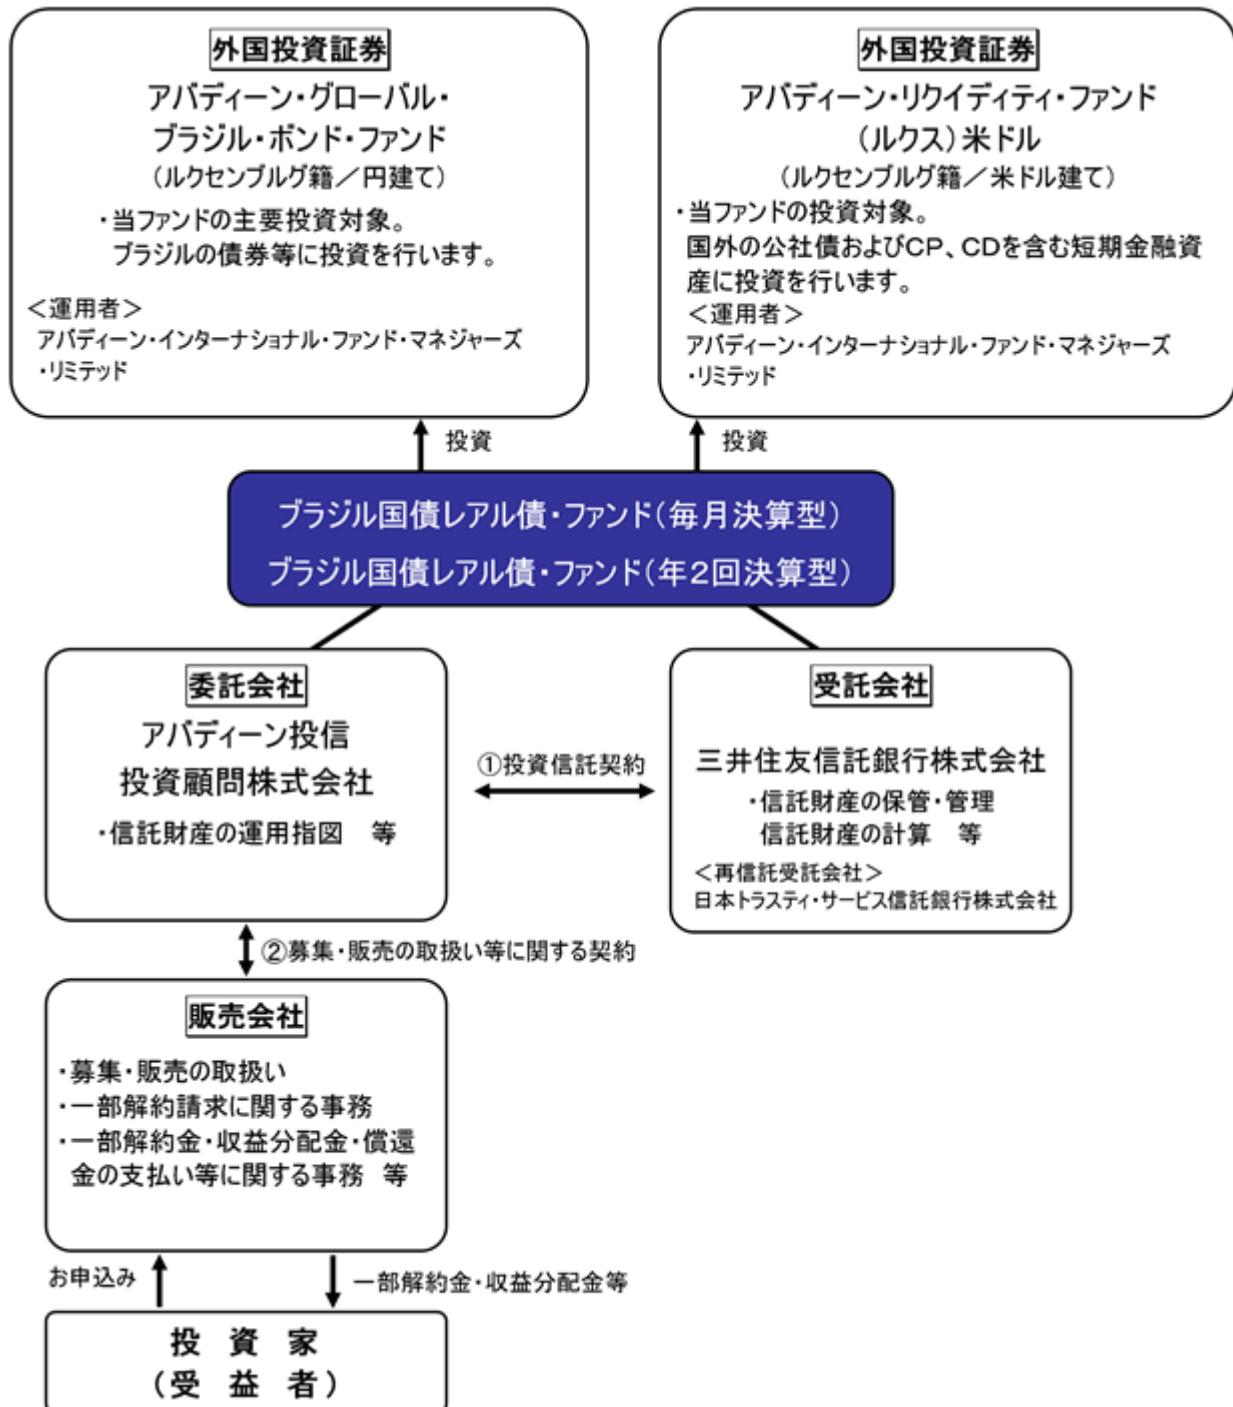 外国投資証券
アバディーン・グローバル・
ブラジル・ボンド・ファンド
（ルクセンブルグ籍／円建て）
・当ファンドの主要投資対象。
ブラジルの債券等に投資を行います。
＜運用者＞
アバディーン・インターナショナル・ファンド・マネジャーズ
・リミテッド
外国投資証券
アバディーン・リクイディティ・ファンド
（ルクス）米ドル
（ルクセンブルグ籍／米ドル建て）
・当ファンドの投資対象。
国外の公社債およびCP、CDを含む短期金融資
産に投資を行います。
＜運用者＞
アバディーン・インターナショナル・ファンド・マネジャーズ
・リミテッド
投資
投資
ブラジル国債レアル債・ファンド（毎月決算型）
ブラジル国債レアル債・ファンド（年２回決算型）
委託会社
アバディーン投信
投資顧問株式会社
・信託財産の運用指図　等
①投資信託契約
受託会社
三井住友信託銀行株式会社
・信託財産の保管・管理
信託財産の計算　等
＜再信託受託会社＞
日本トラスティ・サービス信託銀行株式会社
②募集・販売の取扱い等に関する契約
販売会社
・募集・販売の取扱い
・一部解約請求に関する事務
・一部解約金・収益分配金・償還
金の支払い等に関する事務　等
お申込み
一部解約金・収益分配金等
投　資　家
（受　益　者）